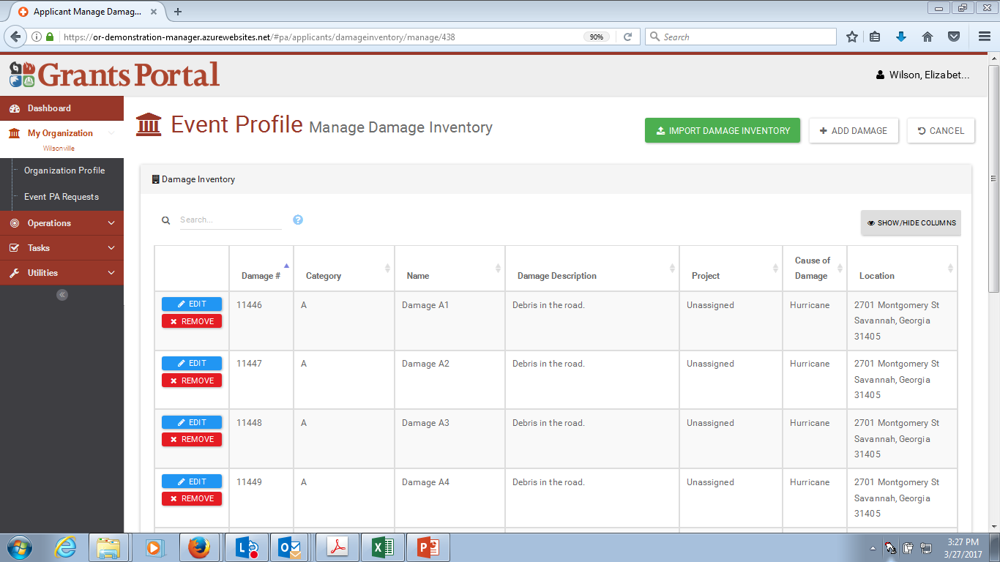 Applicant Manage Damag...
https://or-demonstration-manager.azurewebsites.net/#pa/applicants/damageinventory/manage/438
90%
Search
Grants Portal
Wilson, Elizabet...
Dashboard
My Organization
Wilsonville
Organization Profile
Event PA Requests
Operations
Tasks
Utilities
Event Profile Manage Damage Inventory
IMPORT DAMAGE INVENTORY
ADD DAMAGE
CANCEL
Damage Inventory
Search...
?
SHOW/HIDE COLUMNS
Damage # Category Name Damage Description Project Cause of Damage Location
EDIT
REMOVE
11446 A Damage A1 Debris in the road. Unassigned Hurricane 2701 Montgomery St
Savannah, Georgia
31405
EDIT
REMOVE
11447 A Damage A2 Debris in the road. Unassigned Hurricane 2701 Montgomery St
Savannah, Georgia
31405
EDIT
REMOVE
11448 A Damage A3 Debris in the road. Unassigned Hurricane 2701 Montgomery St
Savannah, Georgia
31405
EDIT
REMOVE
11449 A Damage A4 Debris in the road. Unassigned Hurricane 2701 Montgomery St
Savannah, Georgia
31405
3:27 PM
3/27/2017